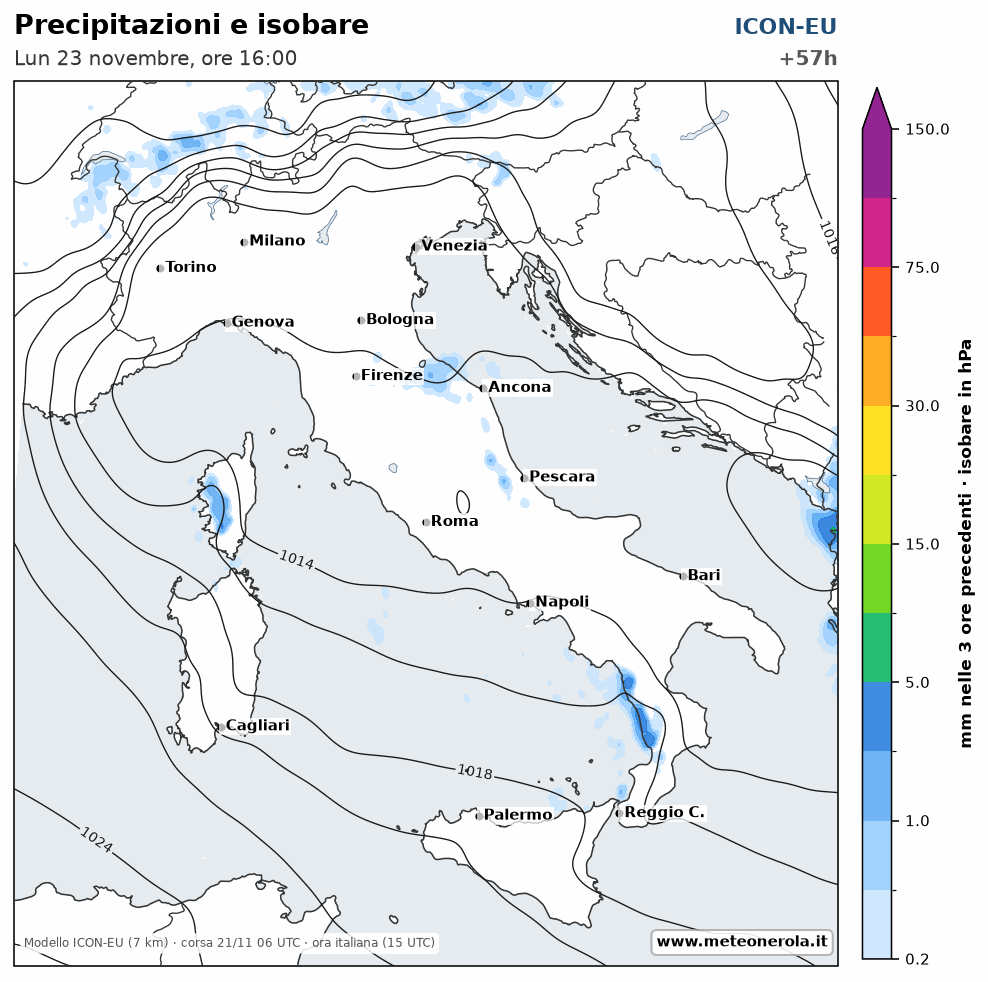 Precipitazioni e isobare
ICON-EU
Lun 23 novembre, ore 16:00
+57h
1016
Milano
Venezia
Torino
Genova
Bologna
Firenze
Ancona
Pescara
Roma
1014
Bari
Napoli
Cagliari
1018
Palermo
Reggio C.
1024
Modello ICON-EU (7 km) · corsa 21/11 06 UTC · ora italiana (15 UTC)
www.meteonerola.it
150.0
75.0
30.0
15.0
5.0
1.0
0.2
mm nelle 3 ore precedenti · isobare in hPa